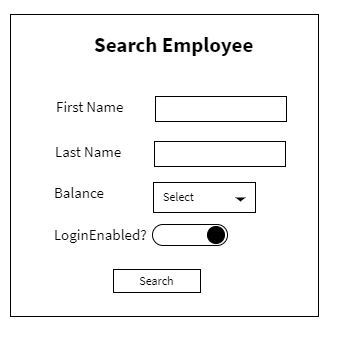 Search Employee
First Name
Last Name
Balance
Select
LoginEnabled?
Search